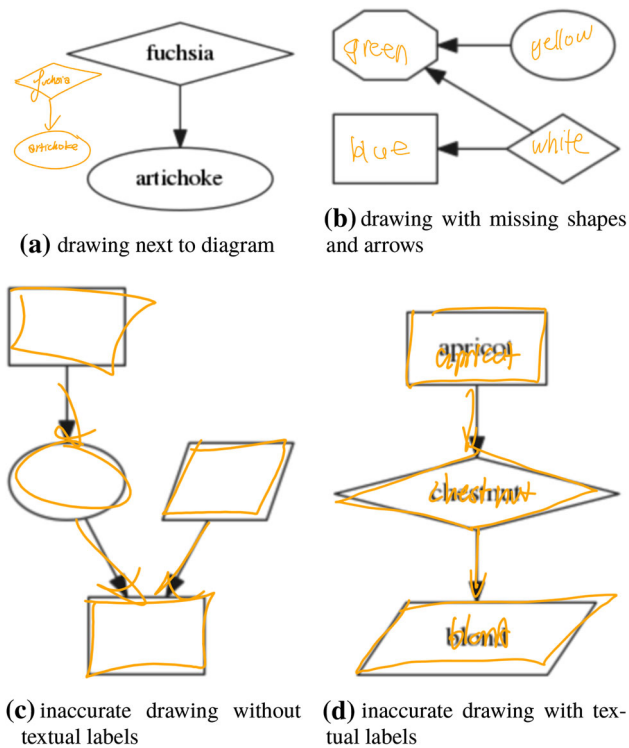 fuchsia
fuchsia
artichoke
artichoke
(a) drawing next to diagram
green
yellow
blue
white
(b) drawing with missing shapes
and arrows
(c) inaccurate drawing without
textual labels
apricot
apricot
chestnut
chestnut
blond
blond
(d) inaccurate drawing with tex-
tual labels